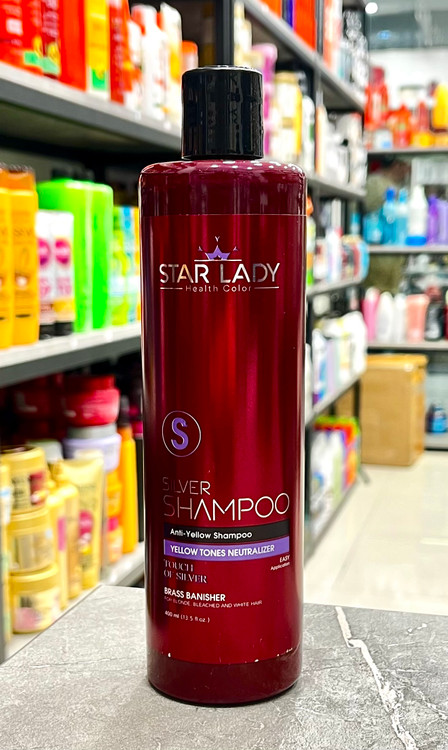 STAR LADY
Health Color
S
SILVER
SHAMPOO
Anti-Yellow Shampoo
YELLOW TONES NEUTRALIZER
EASY
Application
TOUCH
OF SILVER
BRASS BANISHER
FOR BLONDE, BLEACHED AND WHITE HAIR
400 ml (13.5 fl oz.)